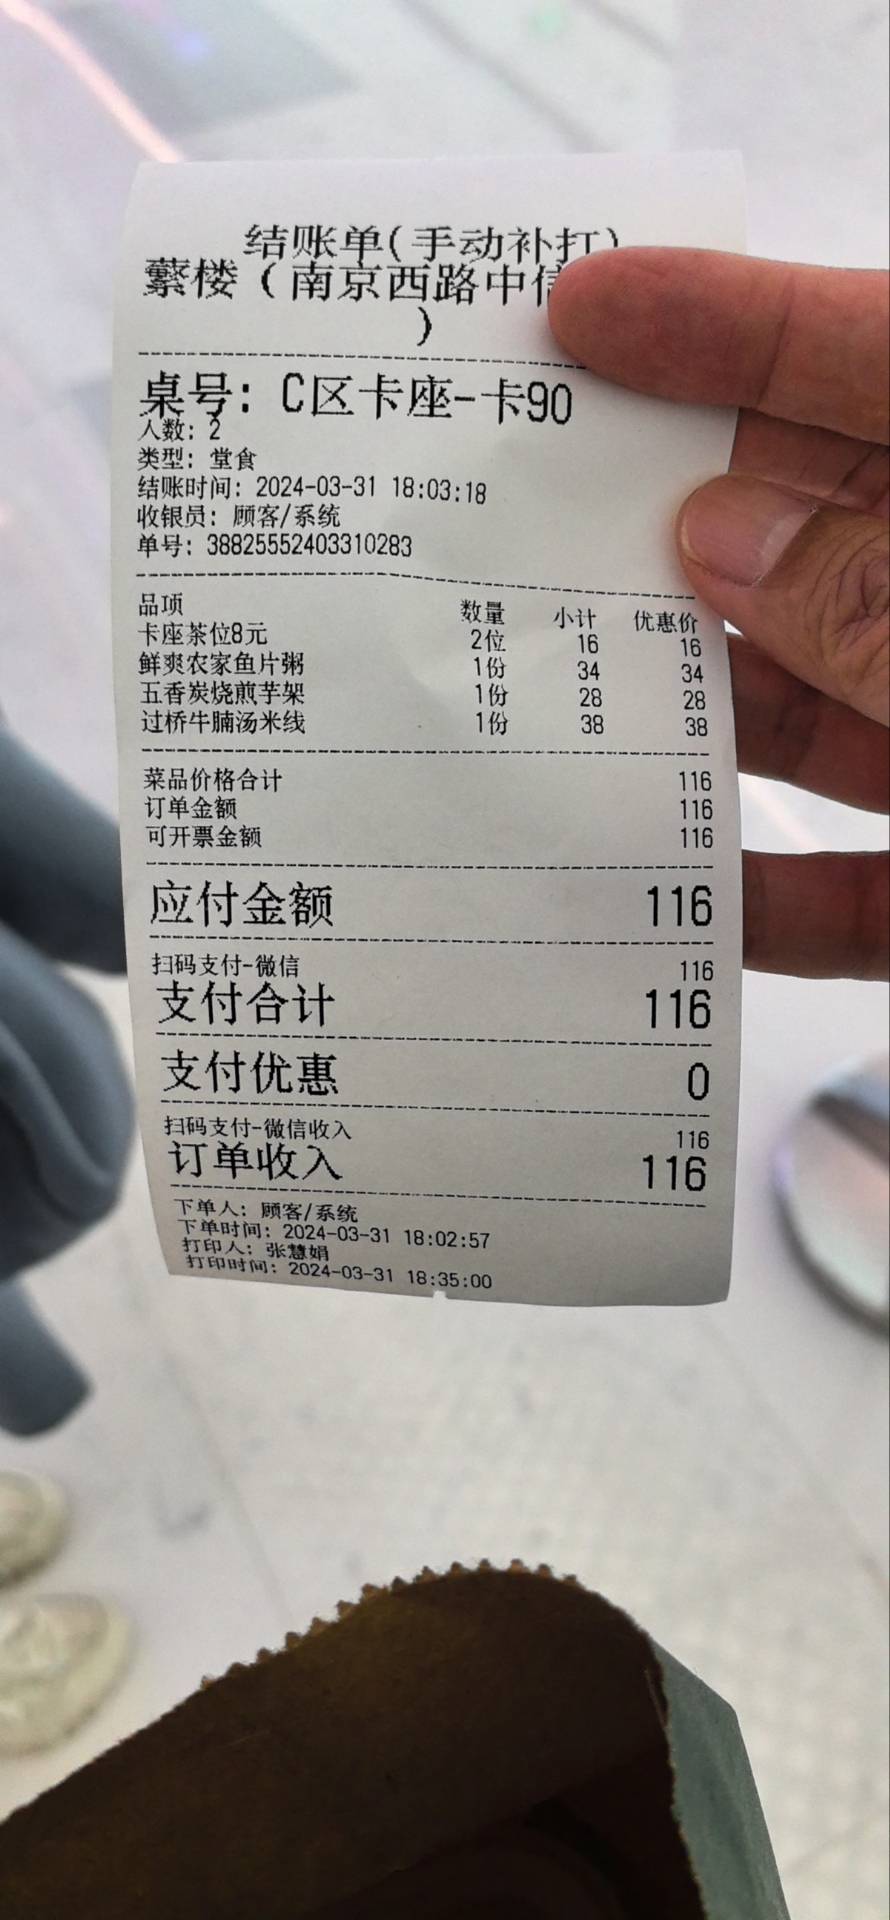 结账单(手动补打)
蘩楼(南京西路中信
)
桌号: C区卡座-卡90
人数: 2
类型: 堂食
结账时间: 2024-03-31 18:03:18
收银员: 顾客/系统
单号: 388255552403310283
品项 数量 小计 优惠价
卡座茶位8元 2位 16 16
鲜爽农家鱼片粥 1份 34 34
五香炭烧煎芋架 1份 28 28
过桥牛腩汤米线 1份 38 38
菜品价格合计 116
订单金额 116
可开票金额 116
应付金额 116
扫码支付-微信 116
支付合计 116
支付优惠 0
扫码支付-微信收入 116
订单收入 116
下单人: 顾客/系统
下单时间: 2024-03-31 18:02:57
打印人: 张慧娟
打印时间: 2024-03-31 18:35:00